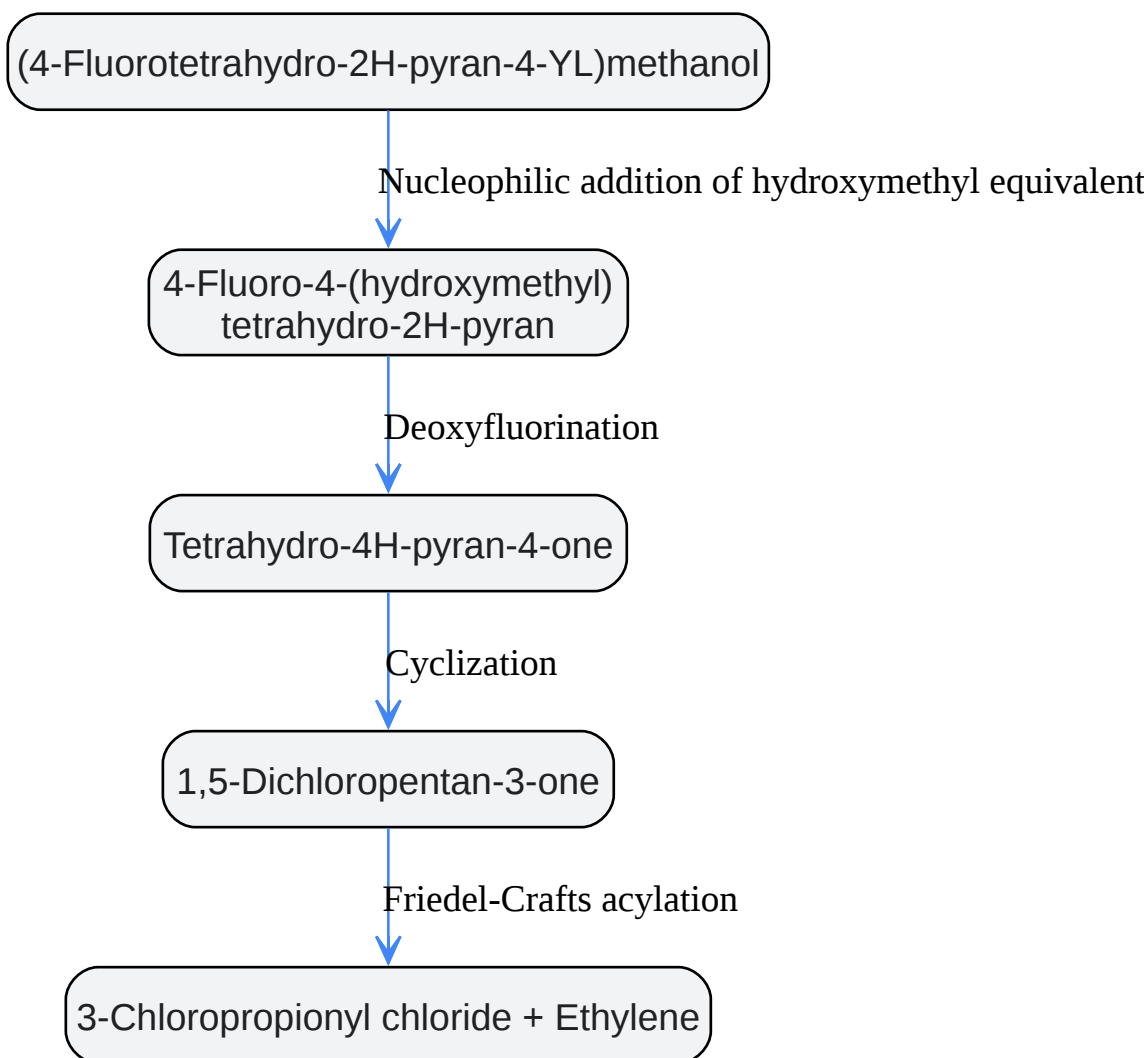 (4-Fluorotetrahydro-2H-pyran-4-YL)methanol
Nucleophilic addition of hydroxymethyl equivalent
4-Fluoro-4-(hydroxymethyl)
tetrahydro-2H-pyran
Deoxyfluorination
Tetrahydro-4H-pyran-4-one
Cyclization
1,5-Dichloropentan-3-one
Friedel-Crafts acylation
3-Chloropropionyl chloride + Ethylene